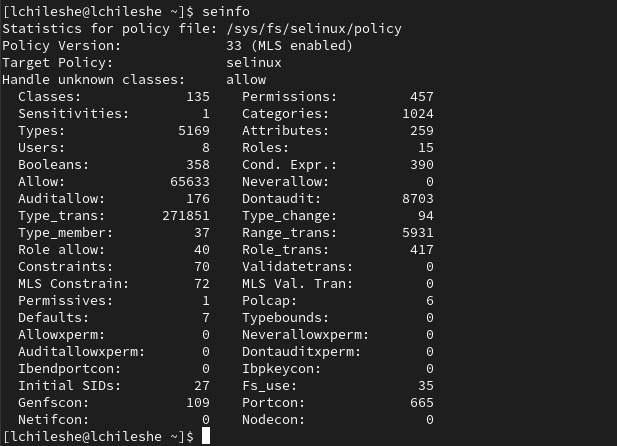 [lchileshe@lchileshe ~]$ seinfo
Statistics for policy file: /sys/fs/selinux/policy
Policy Version:             33 (MLS enabled)
Target Policy:              selinux
Handle unknown classes:     allow
  Classes:             135    Permissions:         457
  Sensitivities:         1    Categories:         1024
  Types:              5169    Attributes:          259
  Users:                 8    Roles:                15
  Booleans:            358    Cond. Expr.:         390
  Allow:             65633    Neverallow:            0
  Auditallow:          176    Dontaudit:          8703
  Type_trans:       271851    Type_change:          94
  Type_member:          37    Range_trans:        5931
  Role allow:           40    Role_trans:          417
  Constraints:          70    Validatetrans:         0
  MLS Constrain:        72    MLS Val. Tran:         0
  Permissives:           1    Polcap:                6
  Defaults:              7    Typebounds:            0
  Allowxperm:            0    Neverallowxperm:       0
  Auditallowxperm:       0    Dontauditxperm:        0
  Ibendportcon:          0    Ibpkeycon:             0
  Initial SIDs:         27    Fs_use:               35
  Genfscon:            109    Portcon:             665
  Netifcon:              0    Nodecon:               0
[lchileshe@lchileshe ~]$